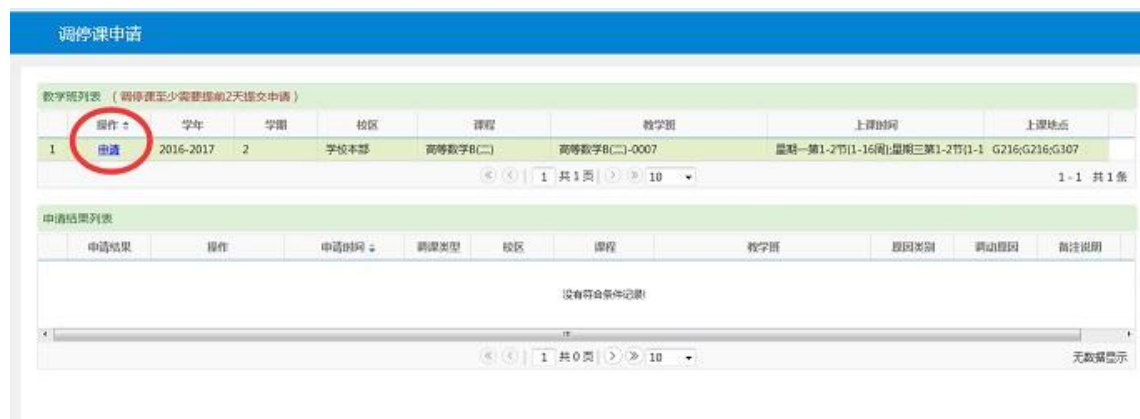 调停课申请
教学班列表 （调停课至少需要提前2天提交申请）
操作 学年 学期 校区 课程 教学班 上课时间 上课地点
1 申请 2016-2017 2 学校本部 高等数学B(二) 高等数学B(二)-0007 星期一第1-2节{1-16周};星期三第1-2节{1-1 G216;G216;G307
1 共1页 10 1-1 共1条
申请结果列表
申请结果 操作 申请时间 调课类型 校区 课程 教学班 原因类别 调动原因 备注说明
没有符合条件记录!
1 共0页 10 无数据显示